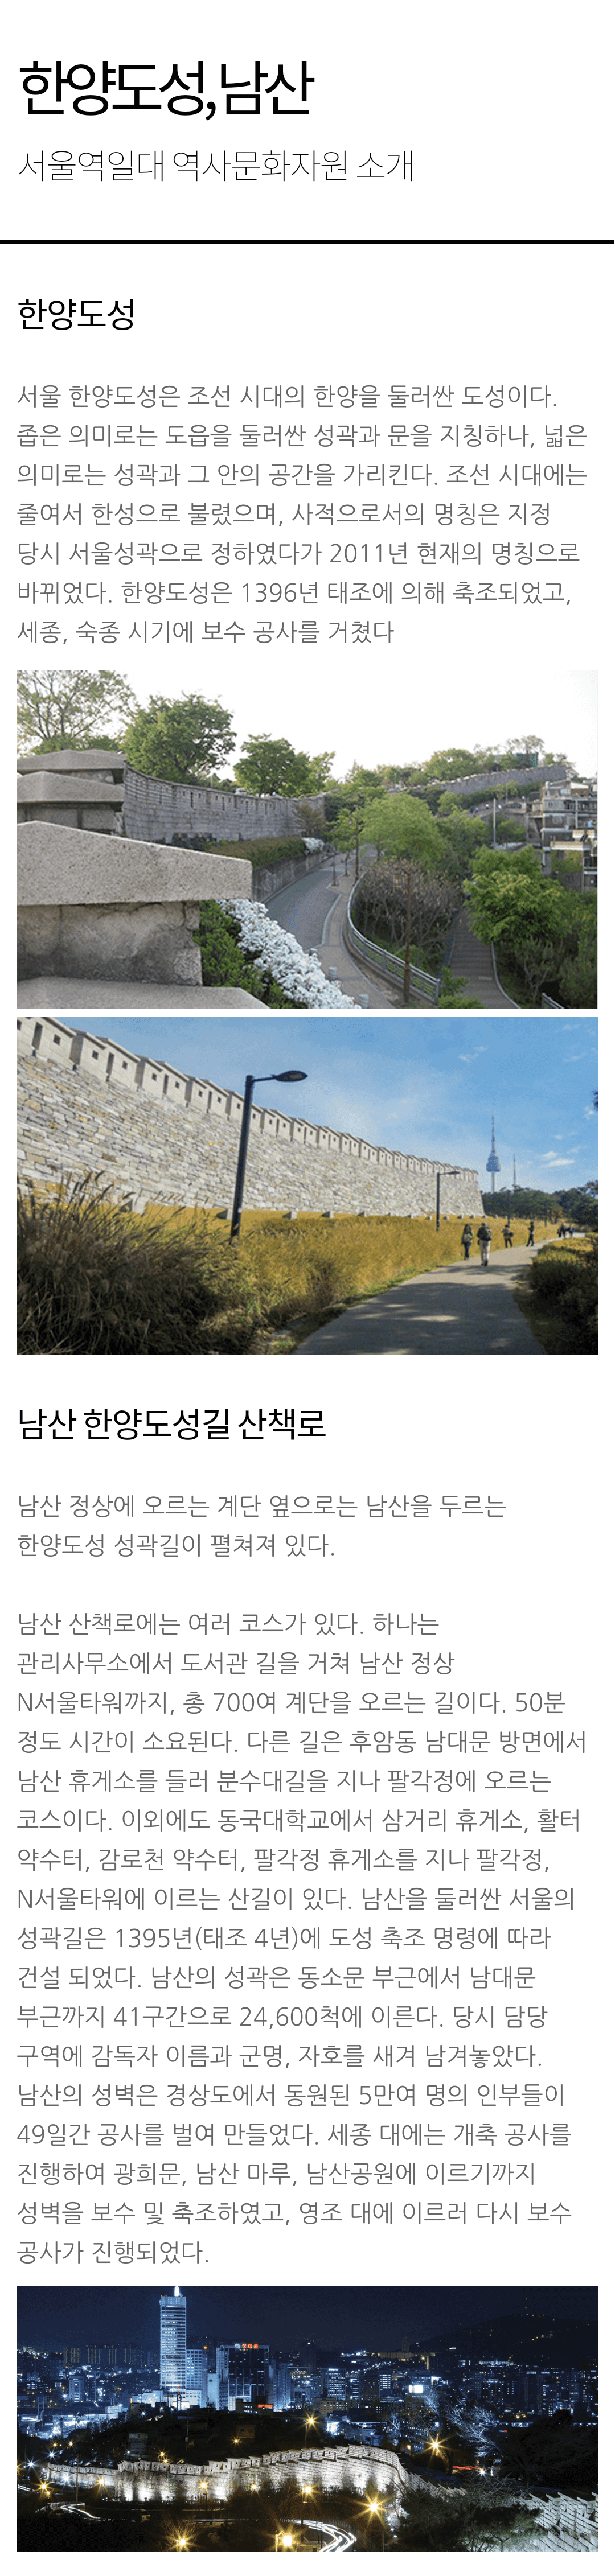 한양도성, 남산
서울역일대 역사문화자원 소개
한양도성
서울 한양도성은 조선 시대의 한양을 둘러싼 도성이다.
좁은 의미로는 도읍을 둘러싼 성곽과 문을 지칭하나, 넓은
의미로는 성곽과 그 안의 공간을 가리킨다. 조선 시대에는
줄여서 한성으로 불렸으며, 사적으로서의 명칭은 지정
당시 서울성곽으로 정하였다가 2011년 현재의 명칭으로
바뀌었다. 한양도성은 1396년 태조에 의해 축조되었고,
세종, 숙종 시기에 보수 공사를 거쳤다
남산 한양도성길 산책로
남산 정상에 오르는 계단 옆으로는 남산을 두르는
한양도성 성곽길이 펼쳐져 있다.
남산 산책로에는 여러 코스가 있다. 하나는
관리사무소에서 도서관 길을 거쳐 남산 정상
N서울타워까지, 총 700여 계단을 오르는 길이다. 50분
정도 시간이 소요된다. 다른 길은 후암동 남대문 방면에서
남산 휴게소를 들러 분수대길을 지나 팔각정에 오르는
코스이다. 이외에도 동국대학교에서 삼거리 휴게소, 활터
약수터, 감로천 약수터, 팔각정 휴게소를 지나 팔각정,
N서울타워에 이르는 산길이 있다. 남산을 둘러싼 서울의
성곽길은 1395년(태조 4년)에 도성 축조 명령에 따라
건설 되었다. 남산의 성곽은 동소문 부근에서 남대문
부근까지 41구간으로 24,600척에 이른다. 당시 담당
구역에 감독자 이름과 군명, 자호를 새겨 남겨놓았다.
남산의 성벽은 경상도에서 동원된 5만여 명의 인부들이
49일간 공사를 벌여 만들었다. 세종 대에는 개축 공사를
진행하여 광희문, 남산 마루, 남산공원에 이르기까지
성벽을 보수 및 축조하였고, 영조 대에 이르러 다시 보수
공사가 진행되었다.